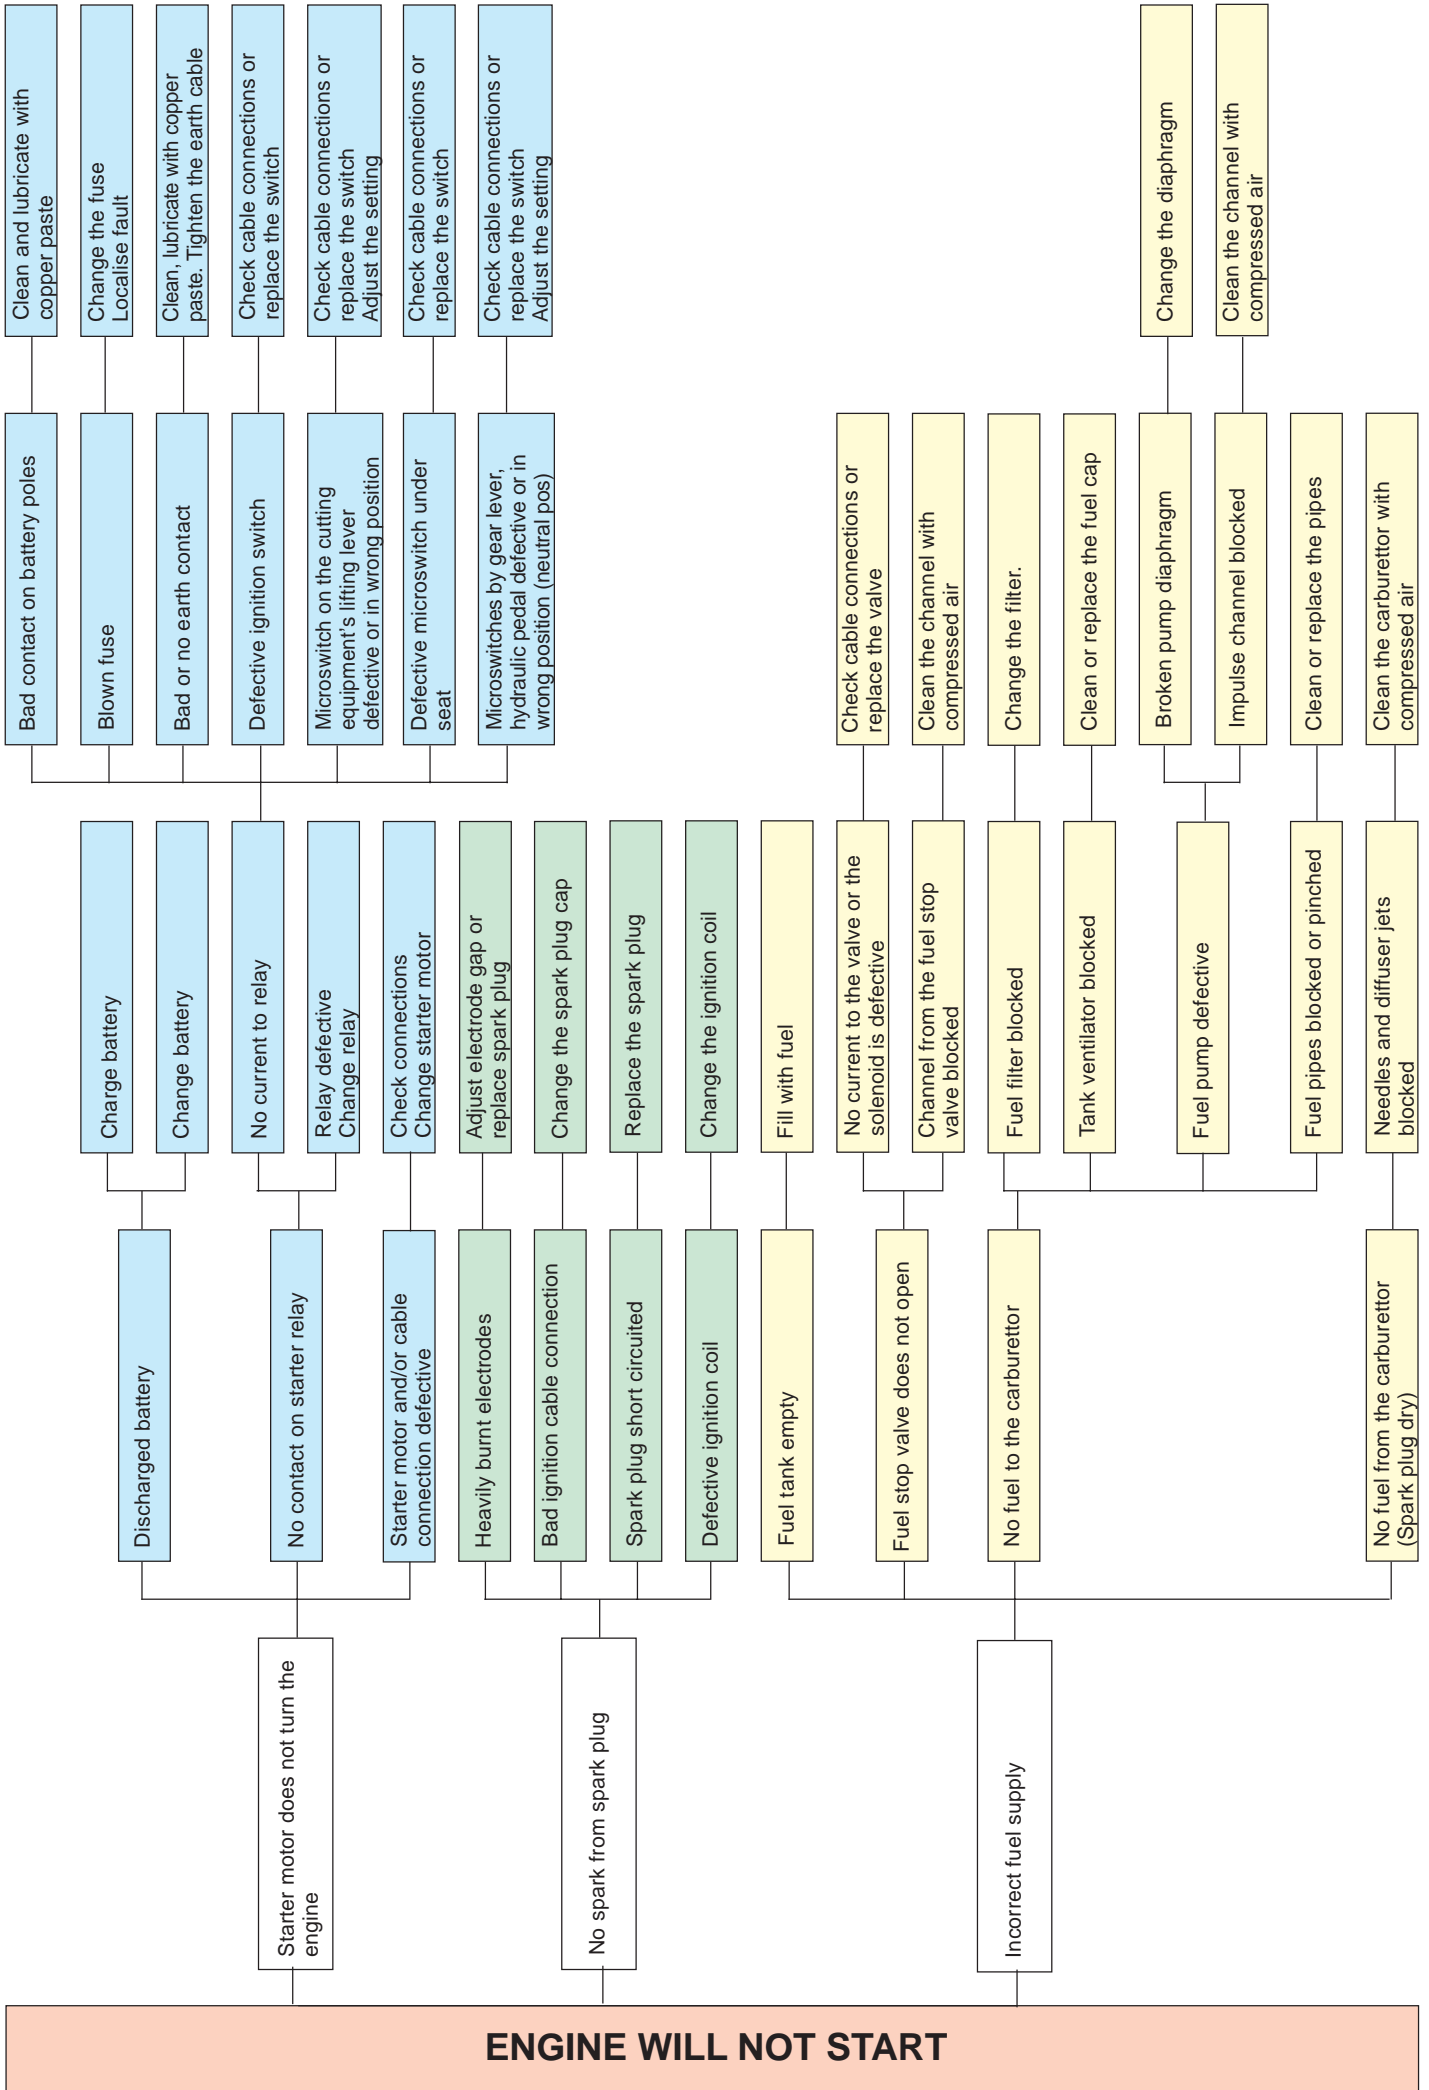 ENGINE WILL NOT START
Starter motor does not turn the
engine
No spark from spark plug
Incorrect fuel supply
Discharged battery
No contact on starter relay
Starter motor and/or cable
connection defective
Heavily burnt electrodes
Bad ignition cable connection
Spark plug short circuited
Defective ignition coil
Fuel tank empty
Fuel stop valve does not open
No fuel to the carburettor
No fuel from the carburettor
(Spark plug dry)
Charge battery
Change battery
No current to relay
Relay defective
Change relay
Check connections
Change starter motor
Adjust electrode gap or
replace spark plug
Change the spark plug cap
Replace the spark plug
Change the ignition coil
Fill with fuel
No current to the valve or the
solenoid is defective
Channel from the fuel stop
valve blocked
Fuel filter blocked
Tank ventilator blocked
Fuel pump defective
Fuel pipes blocked or pinched
Needles and diffuser jets
blocked
Bad contact on battery poles
Blown fuse
Bad or no earth contact
Defective ignition switch
Microswitch on the cutting
equipment's lifting lever
defective or in wrong position
Defective microswitch under
seat
Microswitches by gear lever,
hydraulic pedal defective or in
wrong position (neutral pos)
Check cable connections or
replace the valve
Clean the channel with
compressed air
Change the filter.
Clean or replace the fuel cap
Broken pump diaphragm
Impulse channel blocked
Clean or replace the pipes
Clean the carburettor with
compressed air
Clean and lubricate with
copper paste
Change the fuse
Localise fault
Clean, lubricate with copper
paste. Tighten the earth cable
Check cable connections or
replace the switch
Check cable connections or
replace the switch
Adjust the setting
Check cable connections or
replace the switch
Check cable connections or
replace the switch
Adjust the setting
Change the diaphragm
Clean the channel with
compressed air